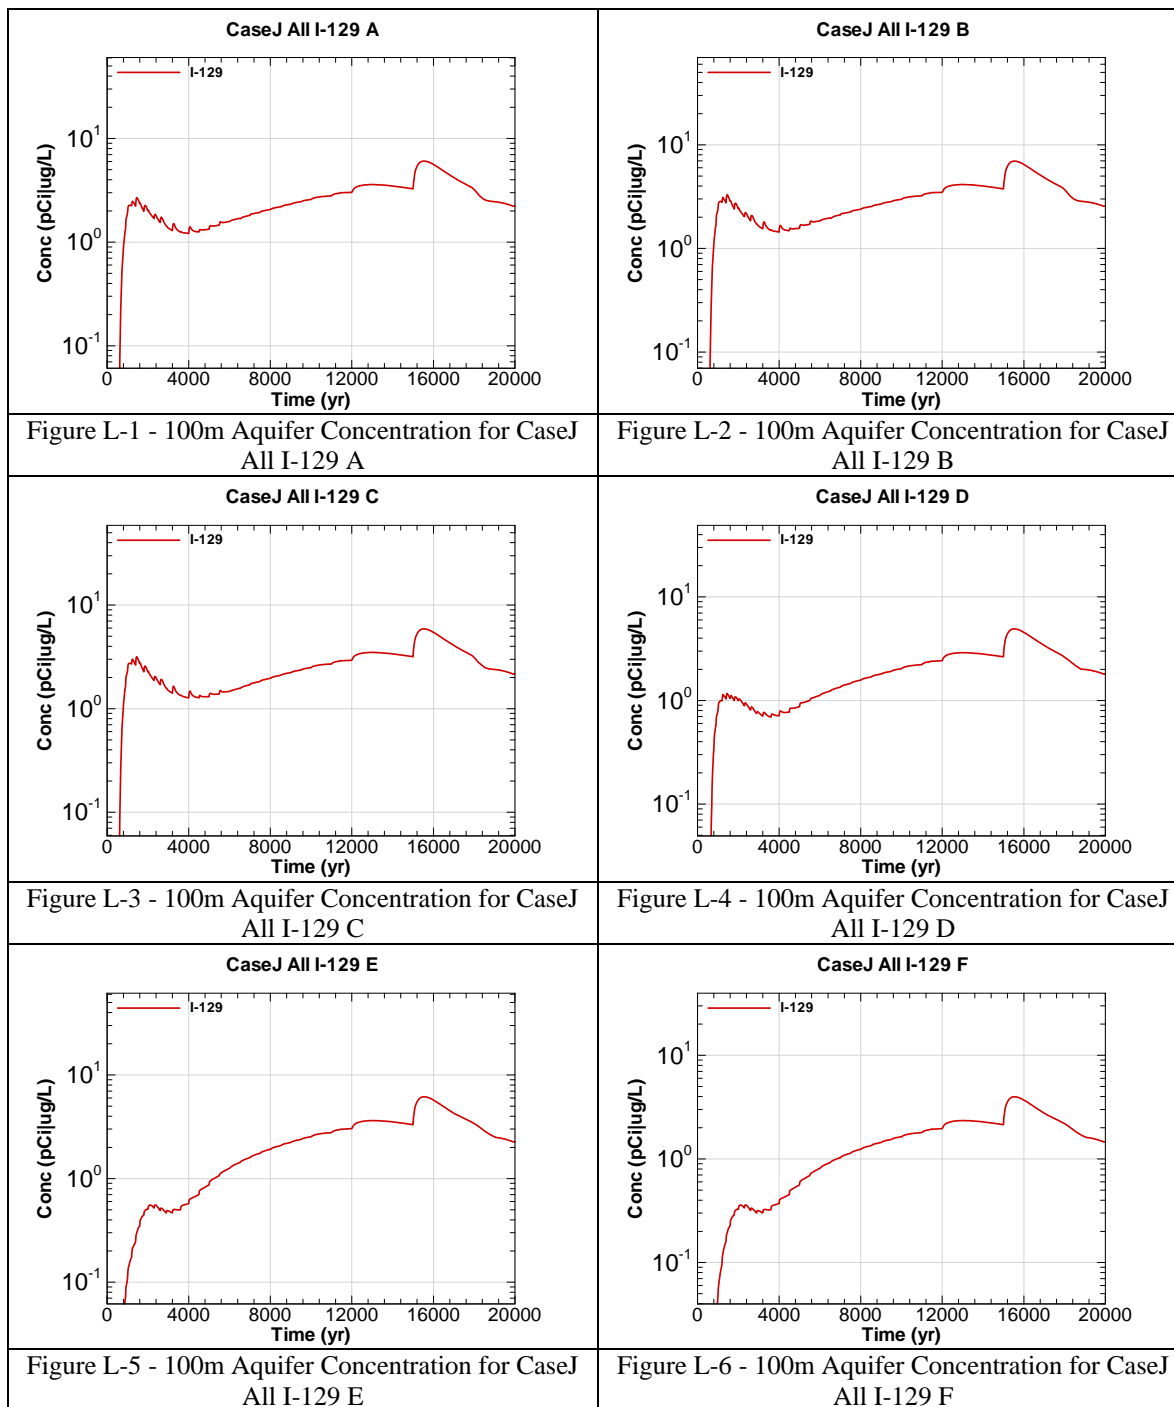 CaseJ All I-129 A
I-129
10^1
10^0
10^-1
Conc (pCi|ug/L)
0 4000 8000 12000 16000 20000
Time (yr)
Figure L-1 - 100m Aquifer Concentration for CaseJ
All I-129 A
CaseJ All I-129 B
I-129
10^1
10^0
10^-1
Conc (pCi|ug/L)
0 4000 8000 12000 16000 20000
Time (yr)
Figure L-2 - 100m Aquifer Concentration for CaseJ
All I-129 B
CaseJ All I-129 C
I-129
10^1
10^0
10^-1
Conc (pCi|ug/L)
0 4000 8000 12000 16000 20000
Time (yr)
Figure L-3 - 100m Aquifer Concentration for CaseJ
All I-129 C
CaseJ All I-129 D
I-129
10^1
10^0
10^-1
Conc (pCi|ug/L)
0 4000 8000 12000 16000 20000
Time (yr)
Figure L-4 - 100m Aquifer Concentration for CaseJ
All I-129 D
CaseJ All I-129 E
I-129
10^1
10^0
10^-1
Conc (pCi|ug/L)
0 4000 8000 12000 16000 20000
Time (yr)
Figure L-5 - 100m Aquifer Concentration for CaseJ
All I-129 E
CaseJ All I-129 F
I-129
10^1
10^0
10^-1
Conc (pCi|ug/L)
0 4000 8000 12000 16000 20000
Time (yr)
Figure L-6 - 100m Aquifer Concentration for CaseJ
All I-129 F